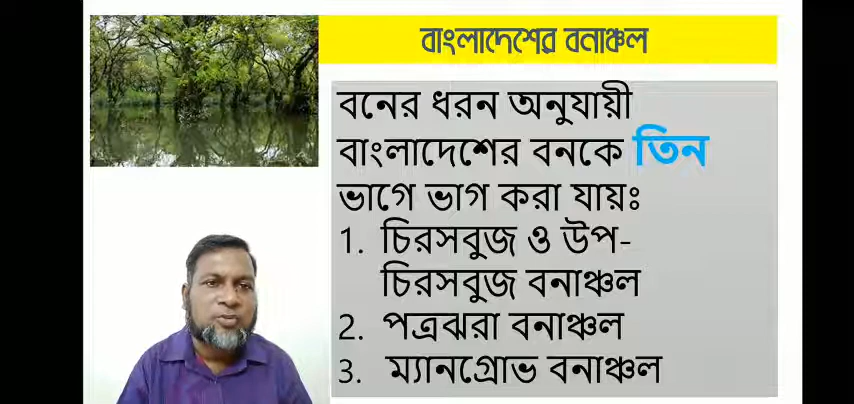 বাংলাদেশের বনাঞ্চল
বনের ধরন অনুযায়ী
বাংলাদেশের বনকে তিন
ভাগে ভাগ করা যায়ঃ
1. চিরসবুজ ও উপ-
চিরসবুজ বনাঞ্চল
2. পত্রঝরা বনাঞ্চল
3. ম্যানগ্রোভ বনাঞ্চল